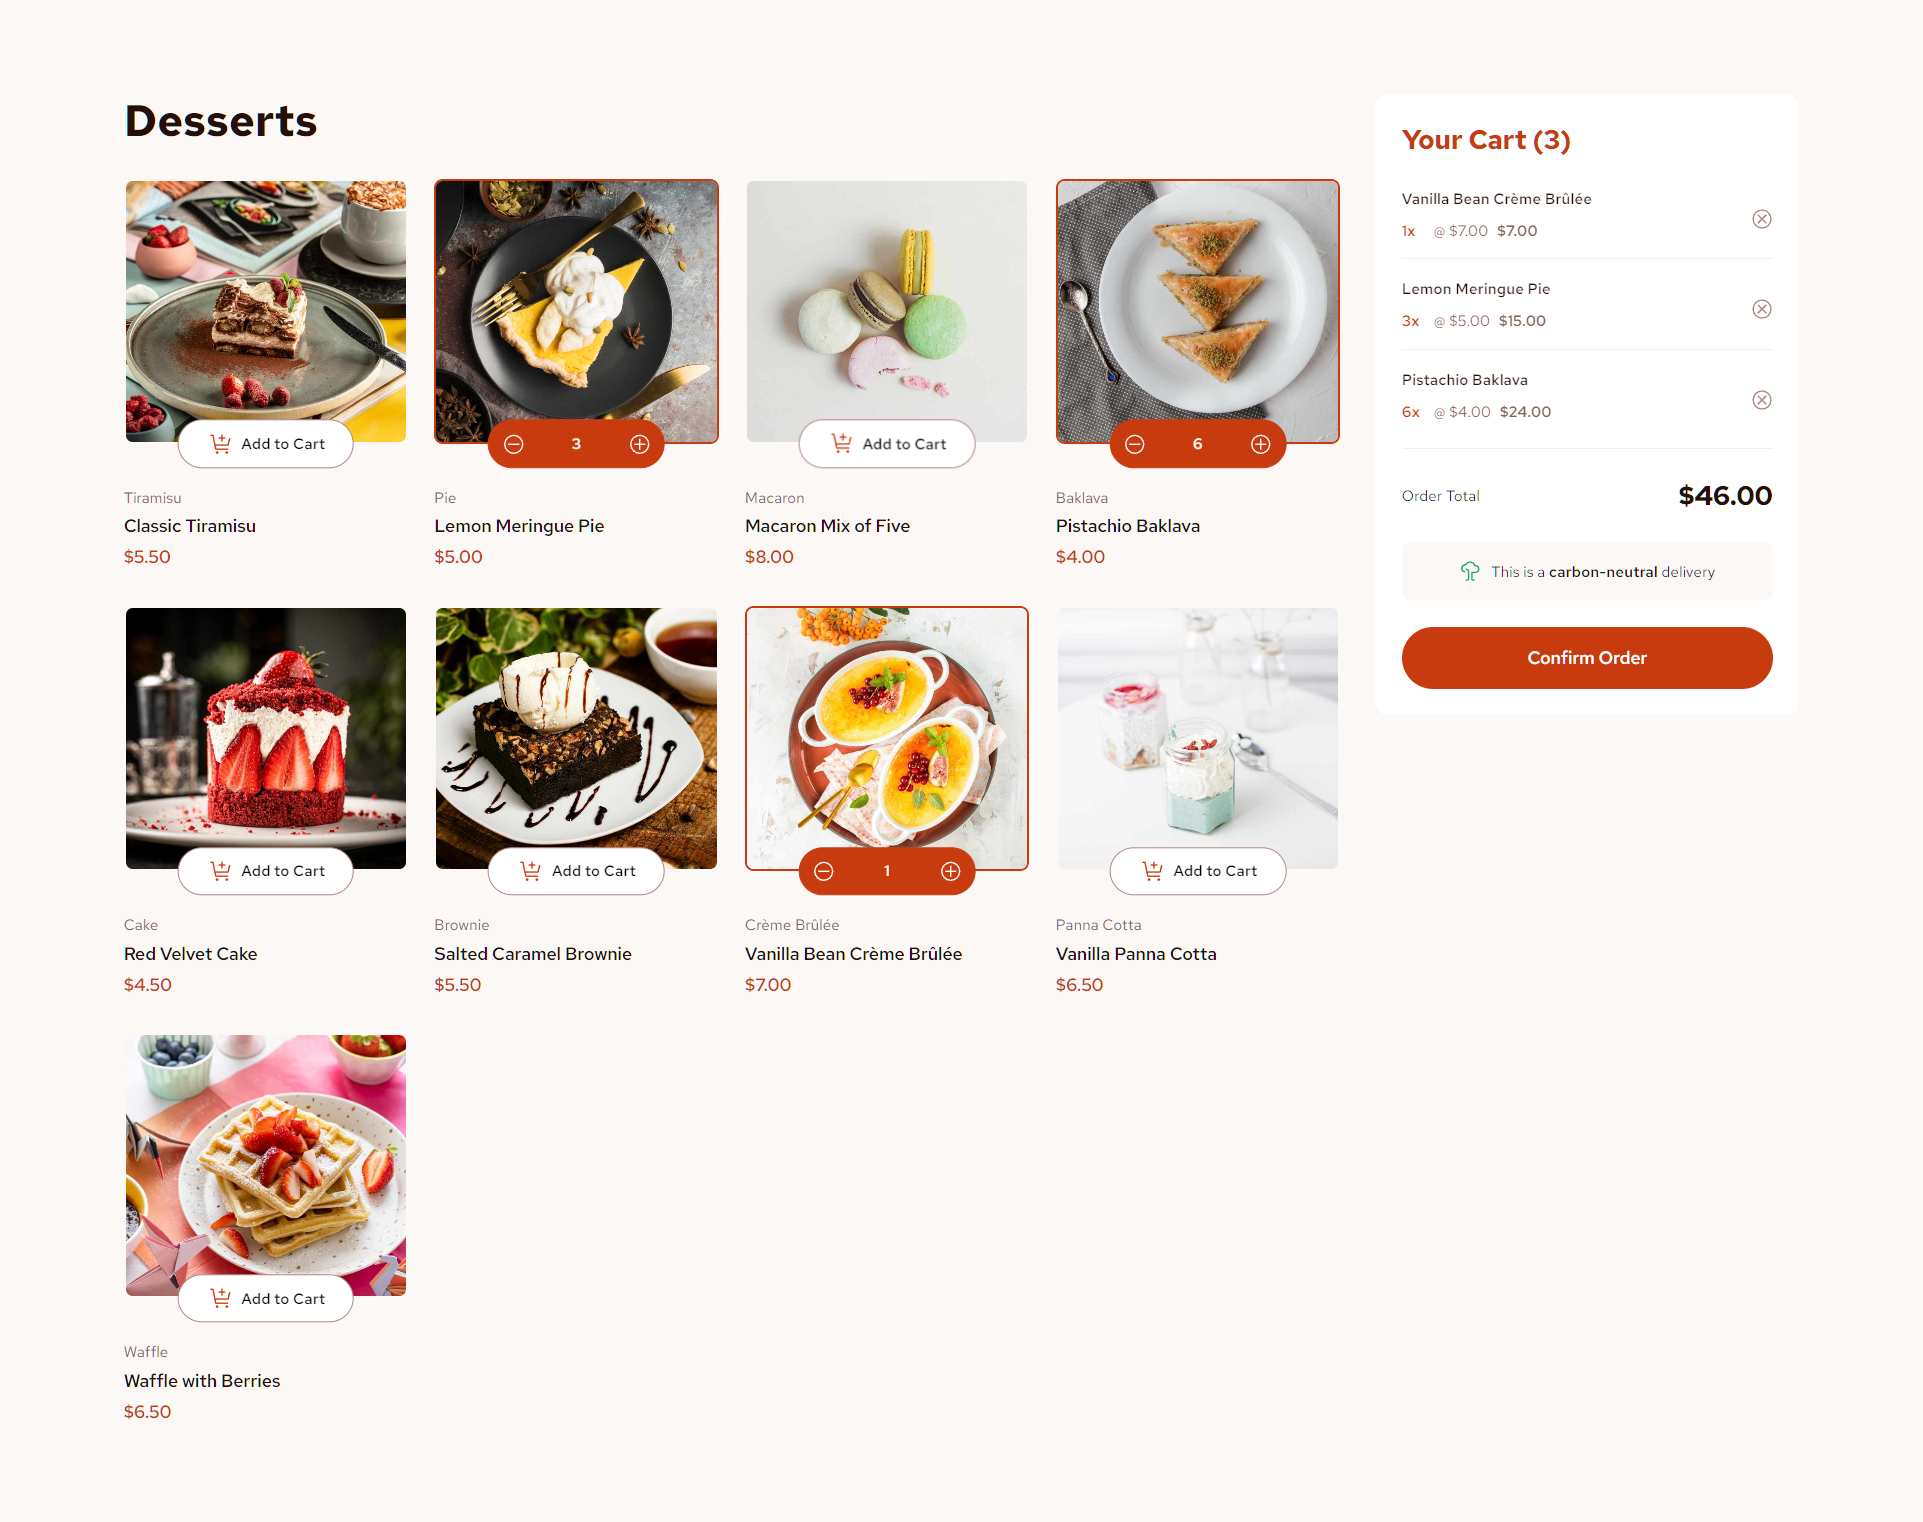 Desserts
Add to Cart
Tiramisu
Classic Tiramisu
$5.50
3
Pie
Lemon Meringue Pie
$5.00
Add to Cart
Macaron
Macaron Mix of Five
$8.00
6
Baklava
Pistachio Baklava
$4.00
Add to Cart
Cake
Red Velvet Cake
$4.50
Add to Cart
Brownie
Salted Caramel Brownie
$5.50
1
Crème Brûlée
Vanilla Bean Crème Brûlée
$7.00
Add to Cart
Panna Cotta
Vanilla Panna Cotta
$6.50
Add to Cart
Waffle
Waffle with Berries
$6.50
Your Cart (3)
Vanilla Bean Crème Brûlée
1x @ $7.00 $7.00
Lemon Meringue Pie
3x @ $5.00 $15.00
Pistachio Baklava
6x @ $4.00 $24.00
Order Total $46.00
This is a carbon-neutral delivery
Confirm Order